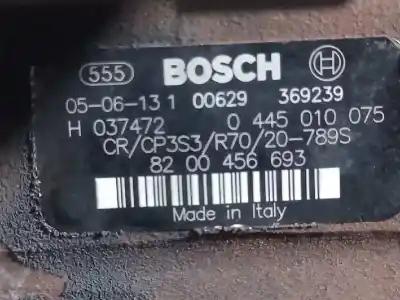 555 BOSCH
05-06-13 1 00629 369239
H 037472 0 445 010 075
CR/CP3S3/R70/20-789S
82 00 456 693
Made in Italy